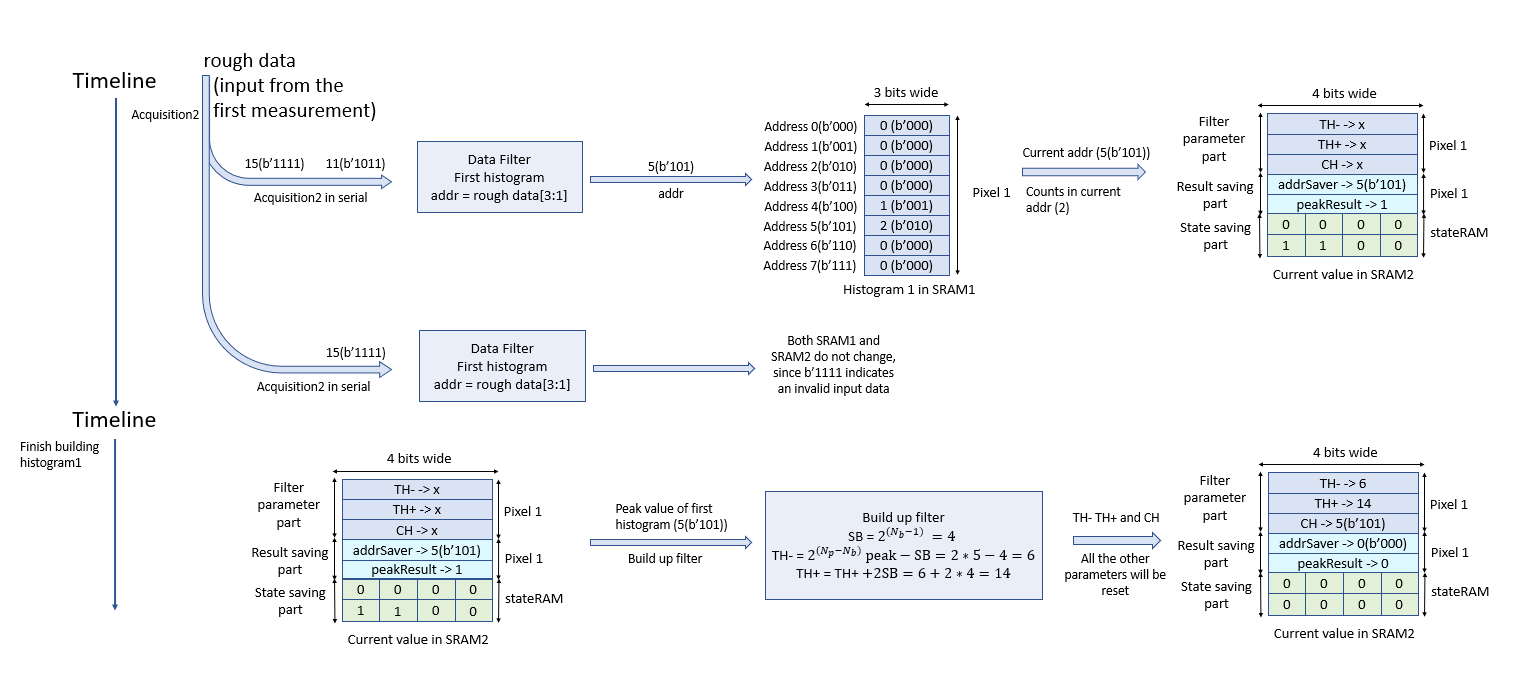 Timeline
Acquisition2
rough data
(input from the
first measurement)
15(b'1111)
11(b'1011)
Acquisition2 in serial
Data Filter
First histogram
addr = rough data[3:1]
5(b'101)
addr
3 bits wide
Address 0(b'000) 0 (b'000)
Address 1(b'001) 0 (b'000)
Address 2(b'010) 0 (b'000)
Address 3(b'011) 0 (b'000)
Address 4(b'100) 1 (b'001)
Address 5(b'101) 2 (b'010)
Address 6(b'110) 0 (b'000)
Address 7(b'111) 0 (b'000)
Pixel 1
Histogram 1 in SRAM1
Current addr (5(b'101))
Counts in current
addr (2)
4 bits wide
Filter
parameter
part
TH- -> x
TH+ -> x
CH -> x
Pixel 1
Result saving
part
addrSaver -> 5(b'101)
peakResult -> 1
Pixel 1
State saving
part
0 0 0 0
1 1 0 0
stateRAM
Current value in SRAM2
15(b'1111)
Acquisition2 in serial
Data Filter
First histogram
addr = rough data[3:1]
Both SRAM1 and
SRAM2 do not change,
since b'1111 indicates
an invalid input data
Timeline
Finish building
histogram1
4 bits wide
Filter
parameter
part
TH- -> x
TH+ -> x
CH -> x
Pixel 1
Result saving
part
addrSaver -> 5(b'101)
peakResult -> 1
Pixel 1
State saving
part
0 0 0 0
1 1 0 0
stateRAM
Current value in SRAM2
Peak value of first
histogram (5(b'101))
Build up filter
Build up filter
SB = 2^(N_b−1) = 4
TH- = 2^(N_p−N_b) peak − SB = 2 * 5 − 4 = 6
TH+ = TH+ +2SB = 6 + 2 * 4 = 14
TH- TH+ and CH
All the other
parameters will be
reset
4 bits wide
Filter
parameter
part
TH- -> 6
TH+ -> 14
CH -> 5(b'101)
Pixel 1
Result saving
part
addrSaver -> 0(b'000)
peakResult -> 0
Pixel 1
State saving
part
0 0 0 0
0 0 0 0
stateRAM
Current value in SRAM2